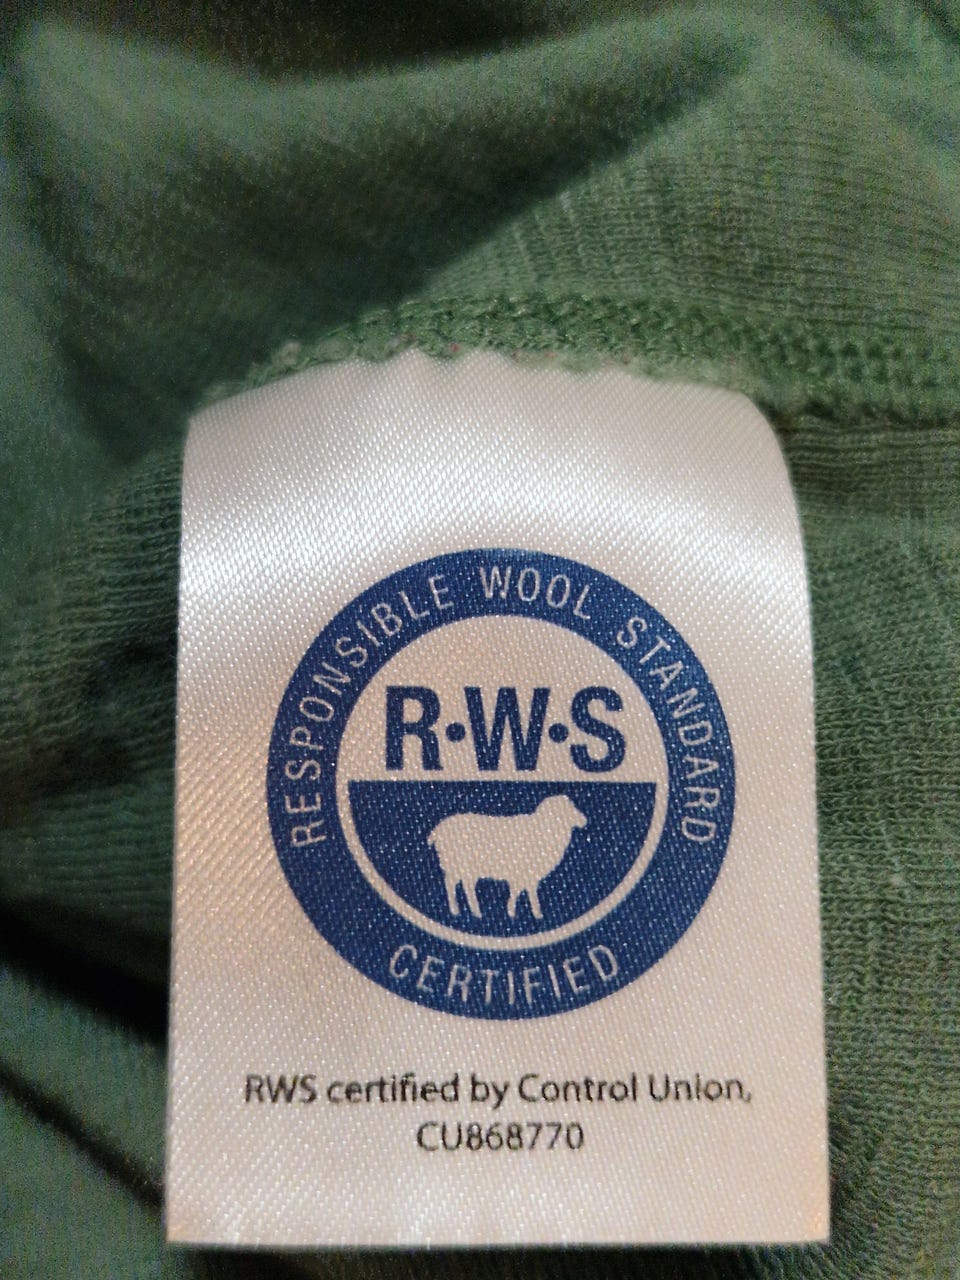 RESPONSIBLE WOOL STANDARD
R·W·S
CERTIFIED
RWS certified by Control Union,
CU868770